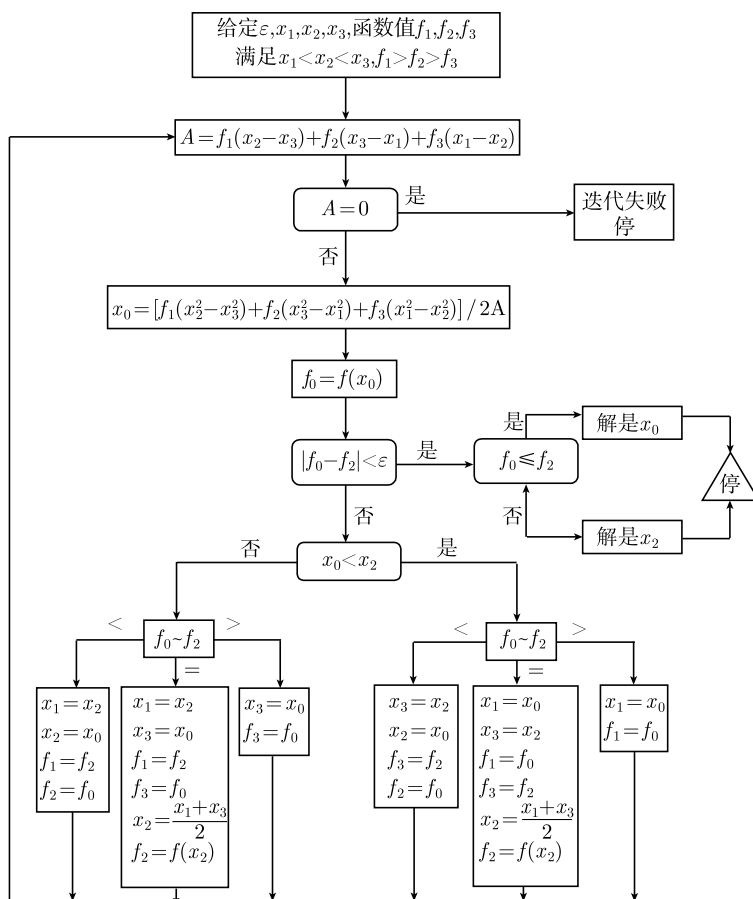 给定ε,x₁,x₂,x₃,函数值f₁,f₂,f₃
满足x₁<x₂<x₃,f₁>f₂>f₃
A=f₁(x₂−x₃)+f₂(x₃−x₁)+f₃(x₁−x₂)
A=0
是
迭代失败
停
否
x₀=[f₁(x₂²−x₃²)+f₂(x₃²−x₁²)+f₃(x₁²−x₂²)]/2A
f₀=f(x₀)
|f₀−f₂|<ε
是
f₀≤f₂
是
解是x₀
停
否
解是x₂
否
x₀<x₂
否
是
<
f₀~f₂
>
=
x₁=x₂
x₂=x₀
f₁=f₂
f₂=f₀
x₁=x₂
x₃=x₀
f₁=f₂
f₃=f₀
x₂=(x₁+x₃)/2
f₂=f(x₂)
x₃=x₀
f₃=f₀
<
f₀~f₂
>
=
x₃=x₂
x₂=x₀
f₃=f₂
f₂=f₀
x₁=x₀
x₃=x₂
f₁=f₀
f₃=f₂
x₂=(x₁+x₃)/2
f₂=f(x₂)
x₁=x₀
f₁=f₀